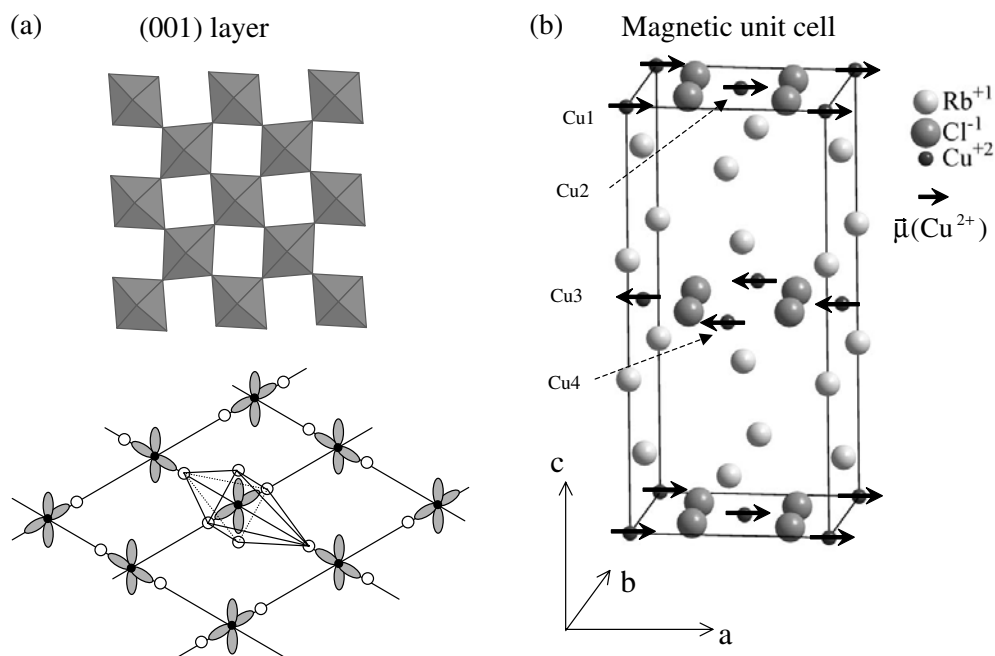 (a) (001) layer
(b) Magnetic unit cell
Cu1
Cu2
Cu3
Cu4
Rb+1
Cl-1
Cu+2
μ⃗(Cu2+)
c
b
a